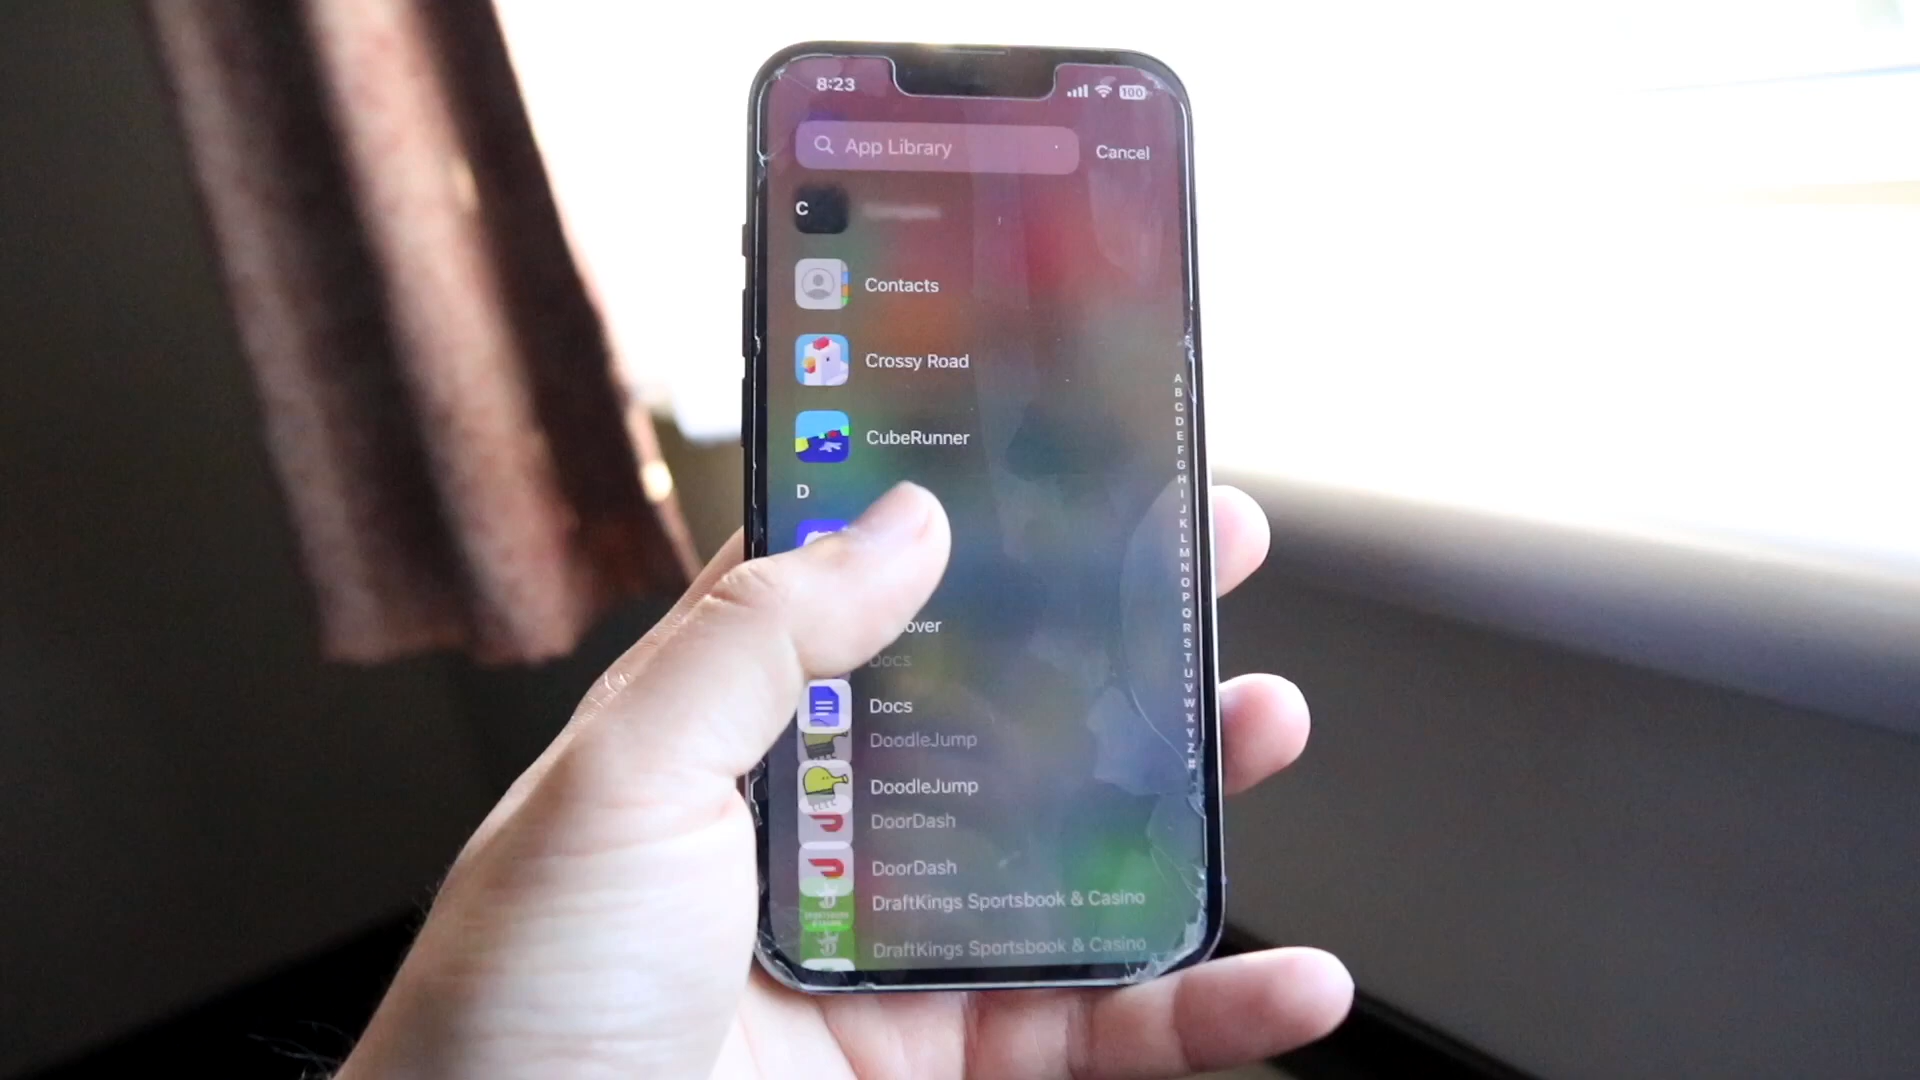 8:23
100
App Library
Cancel
C
Contacts
Crossy Road
CubeRunner
D
over
Docs
Docs
DoodleJump
DoodleJump
DoorDash
DoorDash
DraftKings Sportsbook & Casino
DraftKings Sportsbook & Casino
A
B
C
D
E
F
G
H
I
J
K
L
M
N
O
P
Q
R
S
T
U
V
W
X
Y
Z
#